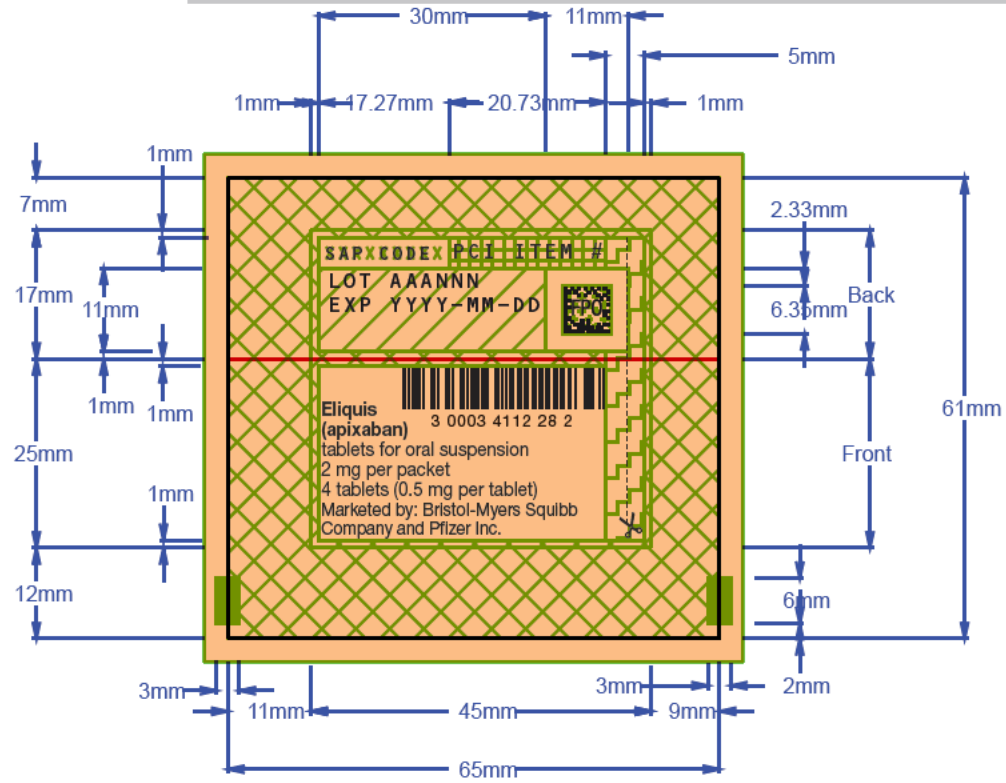 30mm
11mm
5mm
1mm
17.27mm
20.73mm
1mm
1mm
7mm
2.33mm
SAP CODE
PCI ITEM #
LOT AAANNN
EXP YYYY-MM-DD
FPO
17mm
11mm
Back
6.35mm
1mm
1mm
61mm
3 0003 4112 28 2
Eliquis
(apixaban)
tablets for oral suspension
2 mg per packet
4 tablets (0.5 mg per tablet)
Marketed by: Bristol-Myers Squibb
Company and Pfizer Inc.
25mm
Front
1mm
12mm
6mm
3mm
3mm
2mm
11mm
45mm
9mm
65mm